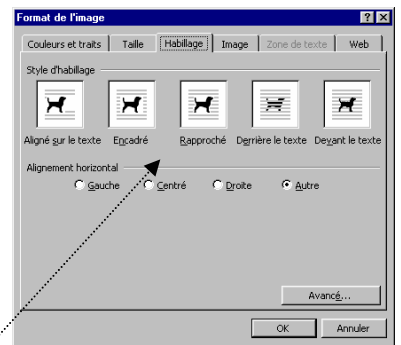 Format de l'image
Couleurs et traits Taille Habillage Image Zone de texte Web
Style d'habillage
Aligné sur le texte Encadré Rapproché Derrière le texte Devant le texte
Alignement horizontal
Gauche Centré Droite Autre
Avancé...
OK Annuler